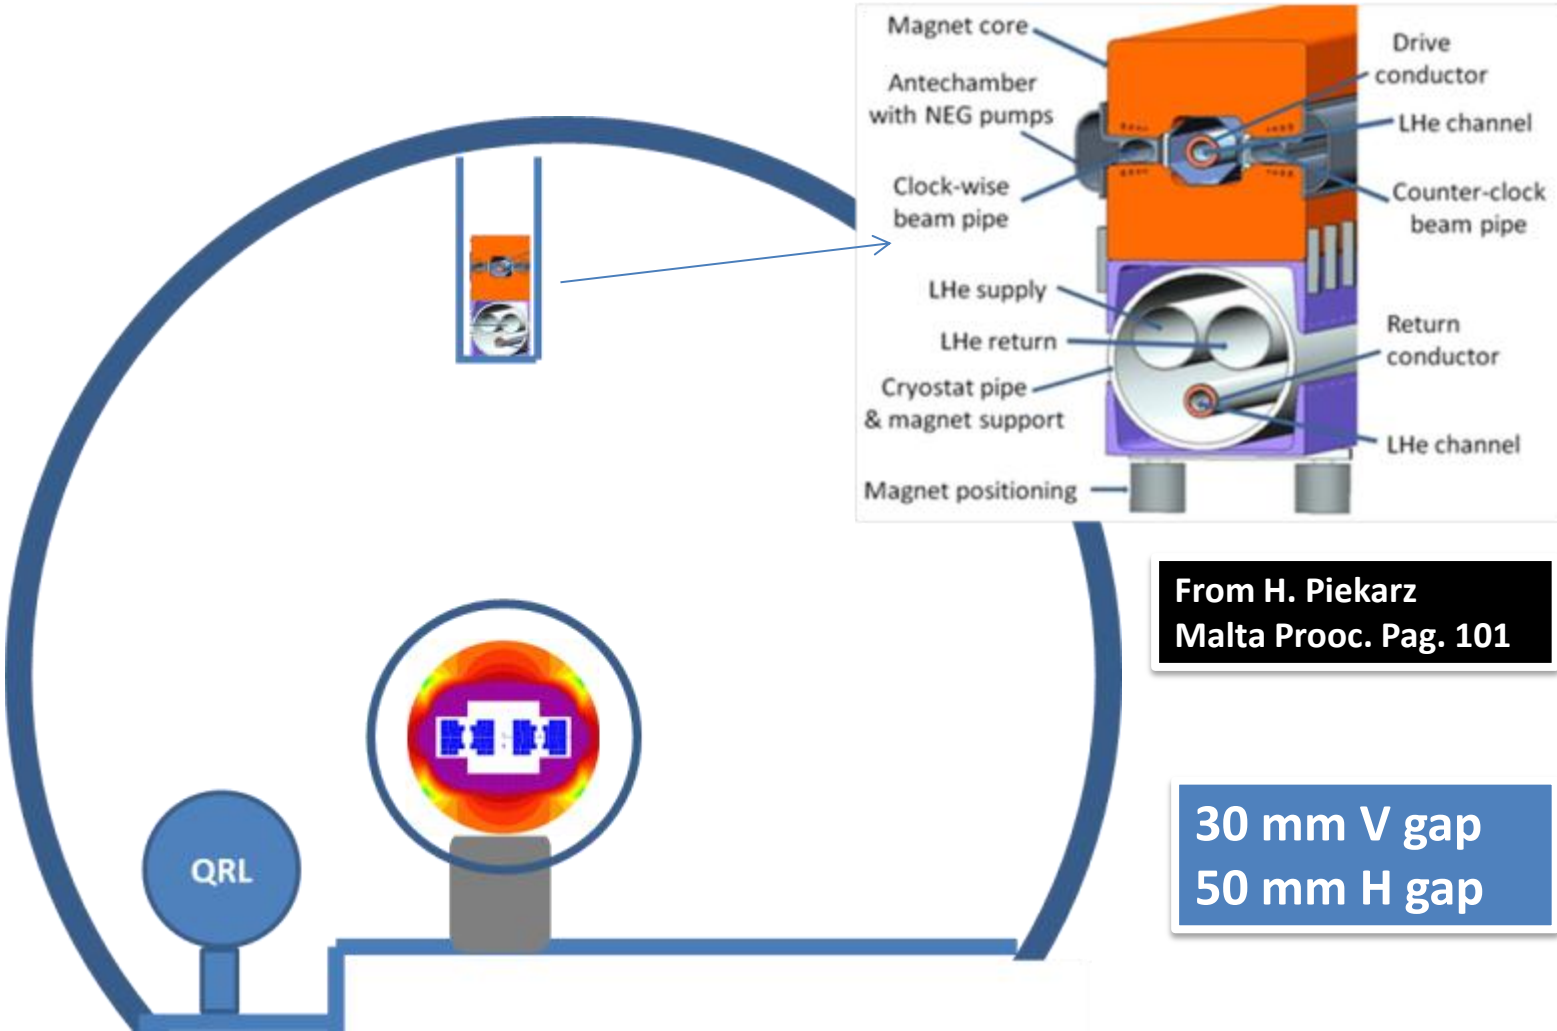 Magnet core
Antechamber
with NEG pumps
Clock-wise
beam pipe
LHe supply
LHe return
Cryostat pipe
& magnet support
Magnet positioning
Drive
conductor
LHe channel
Counter-clock
beam pipe
Return
conductor
LHe channel
From H. Piekarz
Malta Prooc. Pag. 101
30 mm V gap
50 mm H gap
QRL